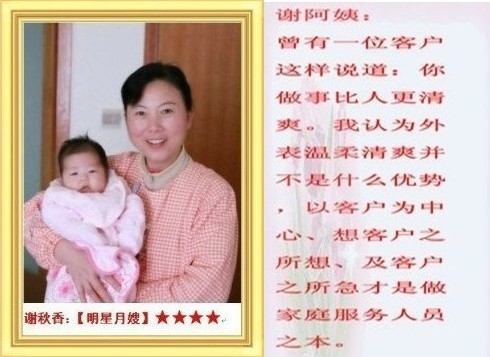 谢秋香：【明星月嫂】★★★★
谢阿姨：
曾有一位客户
这样说道：你
做事比人更清
爽。我认为外
表温柔清爽并
不是什么优势
，以客户为中
心、想客户之
所想、及客户
之所急才是做
家庭服务人员
之本。